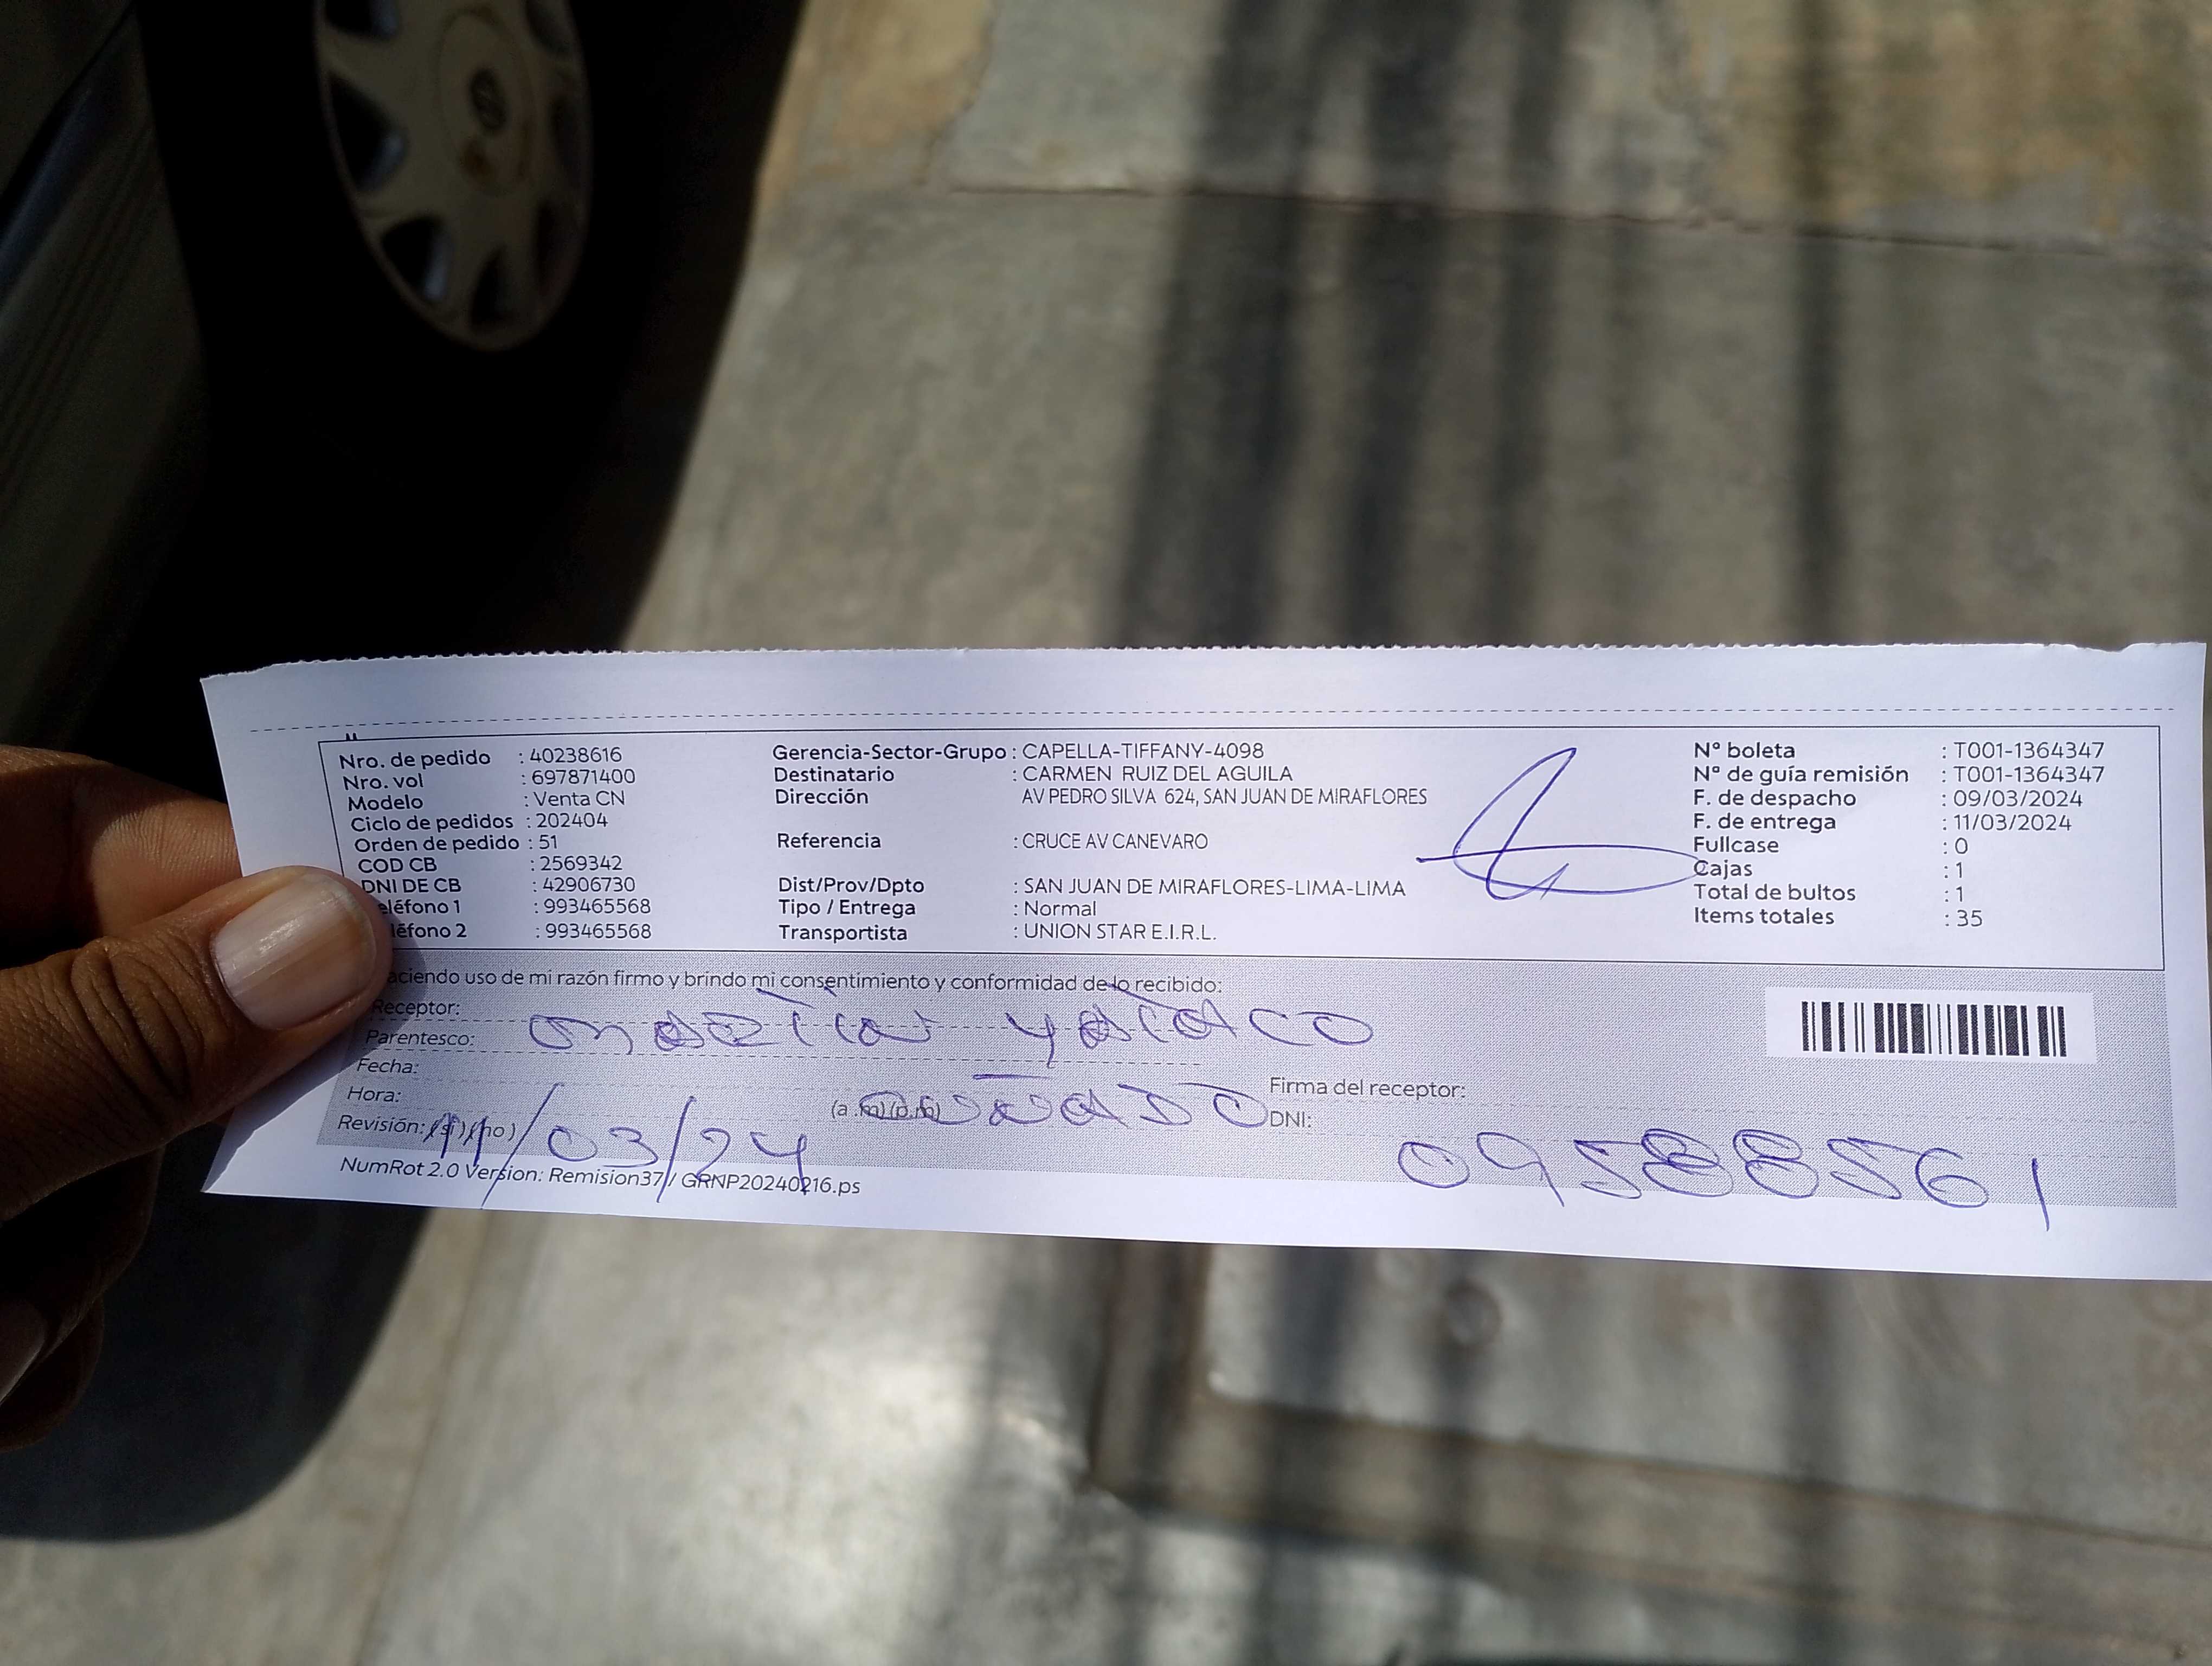 Nro. de pedido : 40238616
Nro. vol : 697871400
Modelo : Venta CN
Ciclo de pedidos : 202404
Orden de pedido : 51
COD CB : 2569342
DNI DE CB : 42906730
eléfono 1 : 993465568
léfono 2 : 993465568
Gerencia-Sector-Grupo : CAPELLA-TIFFANY-4098
Destinatario : CARMEN RUIZ DEL AGUILA
Dirección AV PEDRO SILVA 624, SAN JUAN DE MIRAFLORES
Referencia : CRUCE AV CANEVARO
Dist/Prov/Dpto : SAN JUAN DE MIRAFLORES-LIMA-LIMA
Tipo / Entrega : Normal
Transportista : UNION STAR E.I.R.L.
Nº boleta : T001-1364347
Nº de guía remisión : T001-1364347
F. de despacho : 09/03/2024
F. de entrega : 11/03/2024
Fullcase : 0
Cajas : 1
Total de bultos : 1
Items totales : 35
aciendo uso de mi razón firmo y brindo mi consentimiento y conformidad de lo recibido:
Receptor:
Parentesco: yataco
Fecha:
Hora: (a.m)(p.m)
Revisión: (si) (no) 11/03/24
Firma del receptor:
DNI: 09588561
NumRot 2.0 Version: Remision37 / GRNP20240216.ps